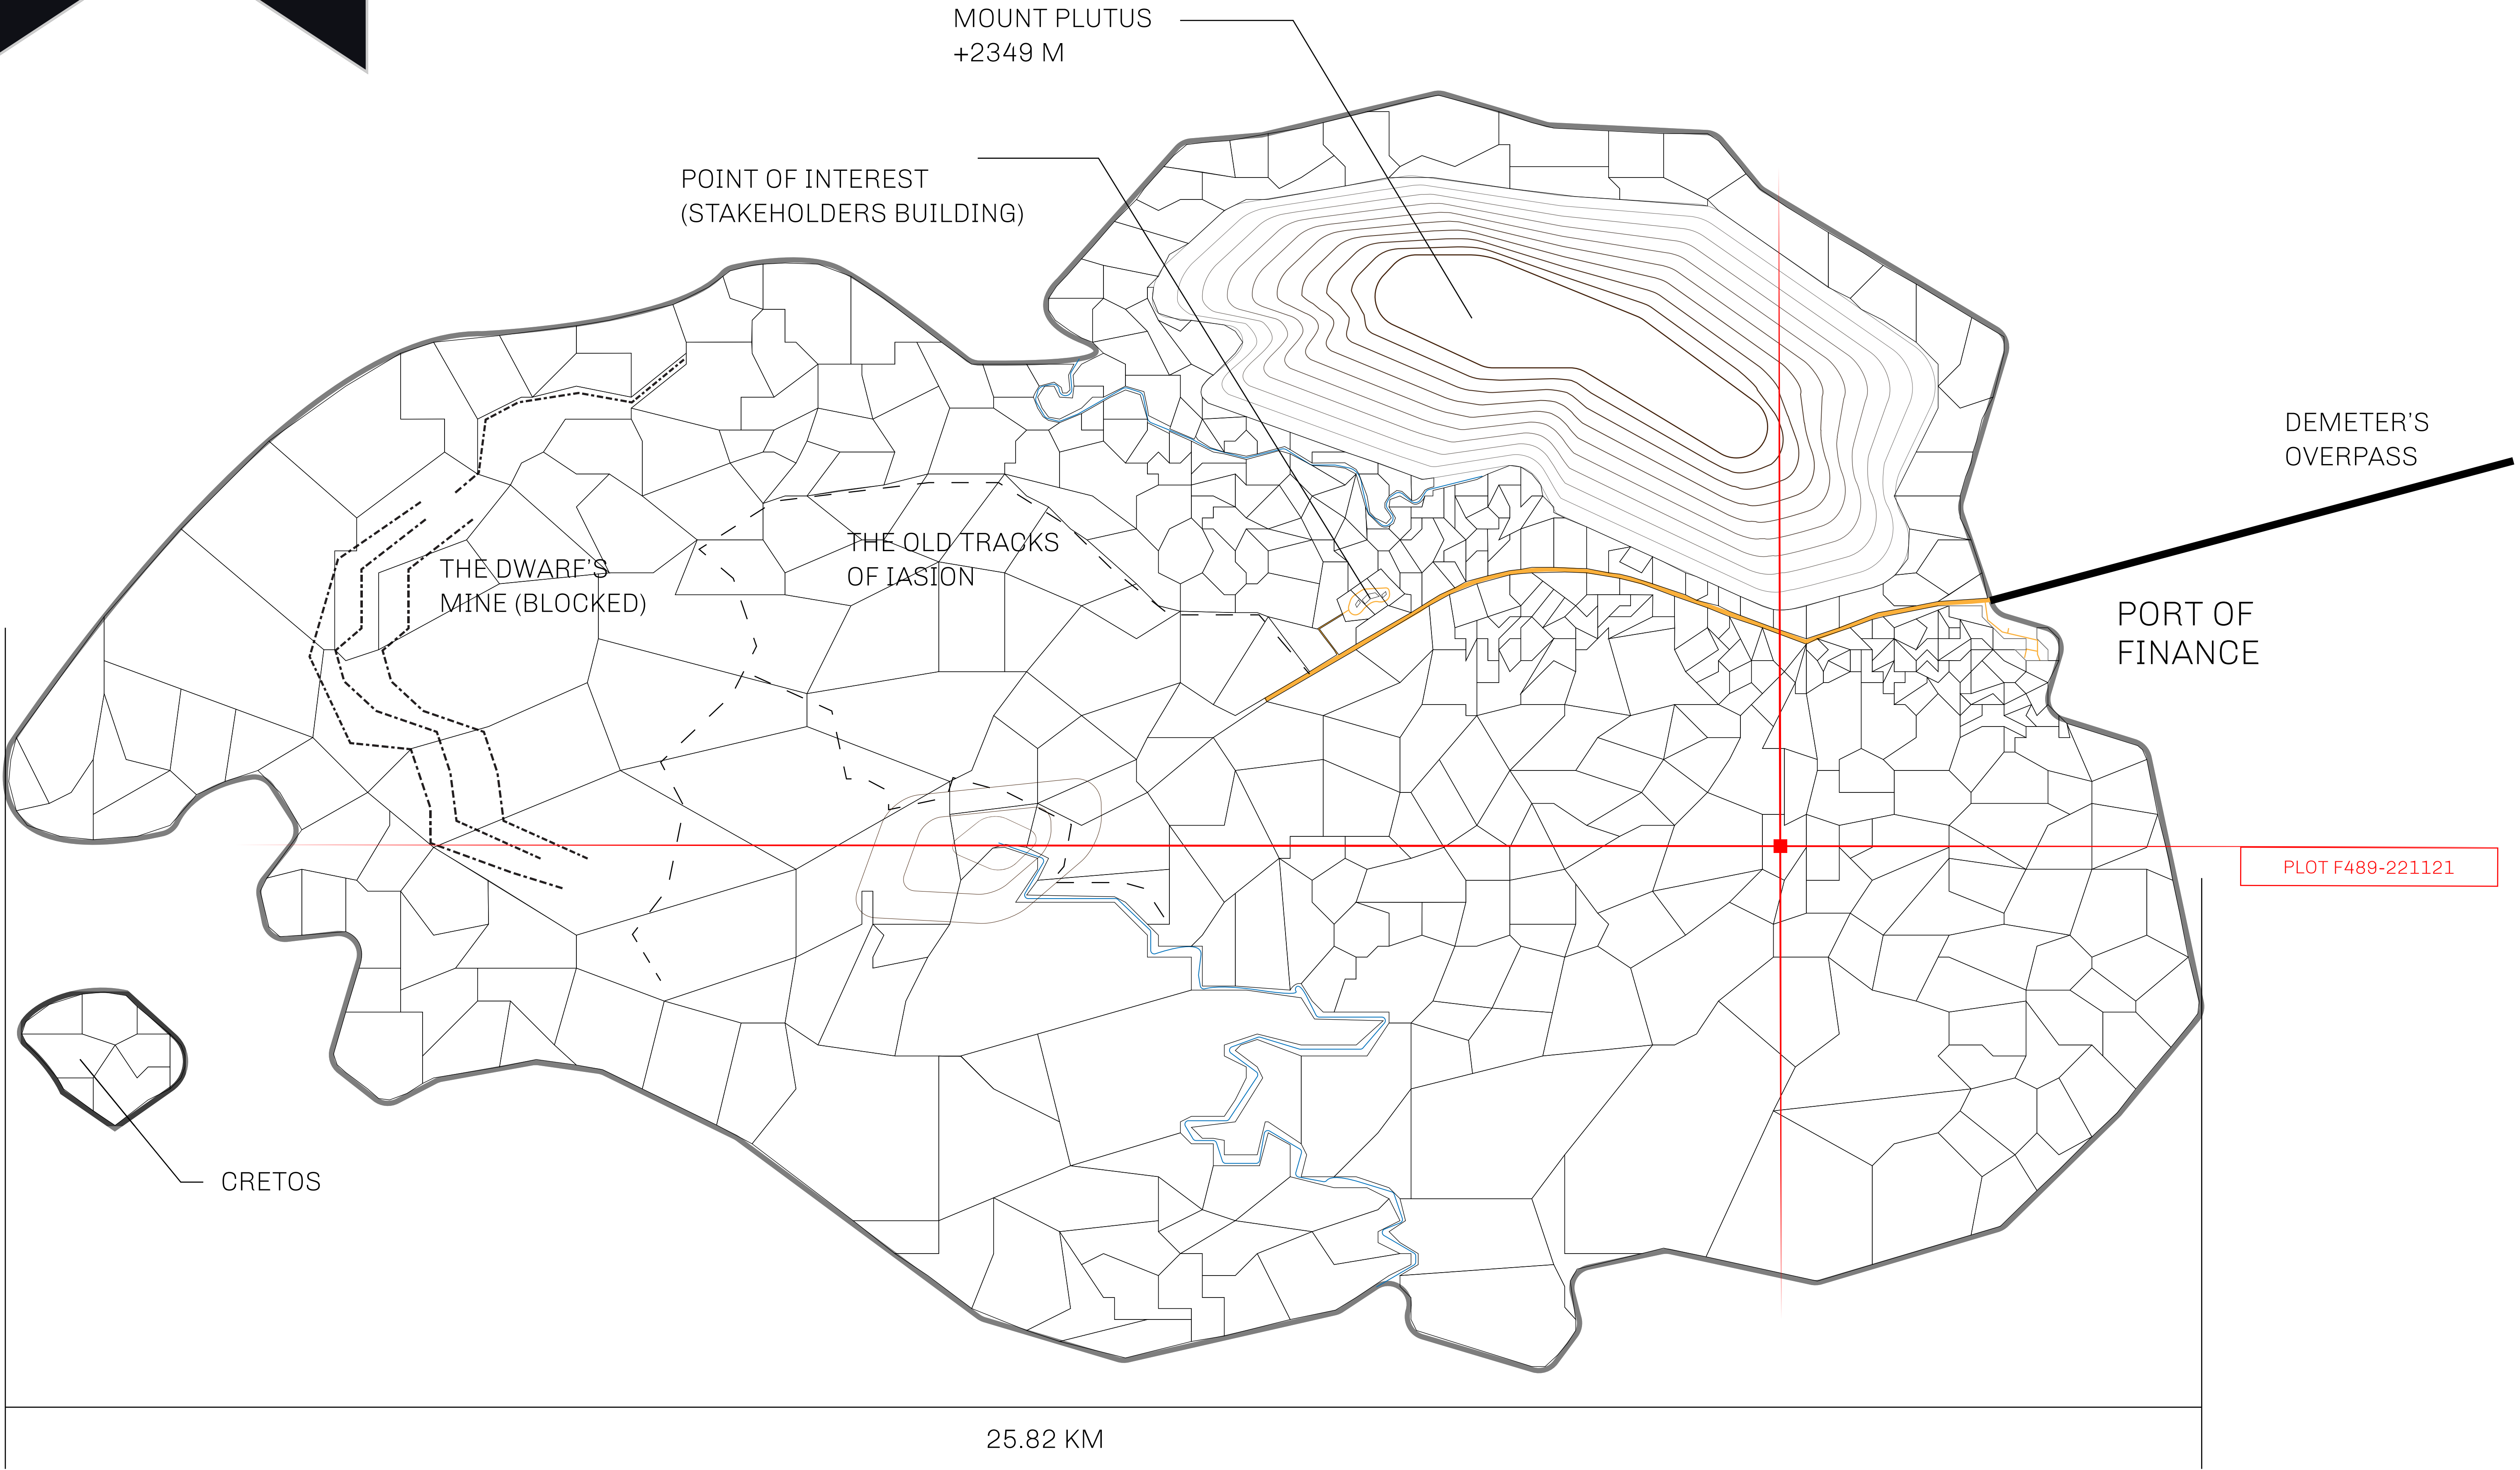 MOUNT PLUTUS
+2349 M
POINT OF INTEREST
(STAKEHOLDERS BUILDING)
DEMETER'S
OVERPASS
THE OLD TRACKS
OF IASION
THE DWARF'S
MINE (BLOCKED)
PORT OF
FINANCE
PLOT F489-221121
CRETOS
25.82 KM